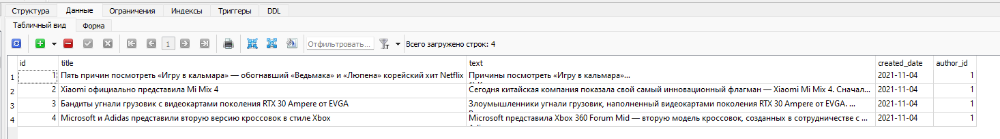 Структура Данные Ограничения Индексы Триггеры DDL
Табличный вид Форма
1 Отфильтровать... T Всего загружено строк: 4
id title text created_date author_id
1 1 Пять причин посмотреть «Игру в кальмара» — обогнавший «Ведьмака» и «Люпена» корейский хит Netflix Причины посмотреть «Игру в кальмара»... 2021-11-04 1
2 2 Xiaomi официально представила Mi Mix 4 Сегодня китайская компания показала свой самый инновационный флагман — Xiaomi Mi Mix 4. Сначал... 2021-11-04 1
3 3 Бандиты угнали грузовик с видеокартами поколения RTX 30 Ampere от EVGA Злоумышленники угнали грузовик, наполненный видеокартами поколения RTX 30 Ampere от EVGA. ... 2021-11-04 1
4 4 Microsoft и Adidas представили вторую версию кроссовок в стиле Xbox Microsoft представила Xbox 360 Forum Mid — вторую модель кроссовок, созданных в сотрудничестве с ... 2021-11-04 1